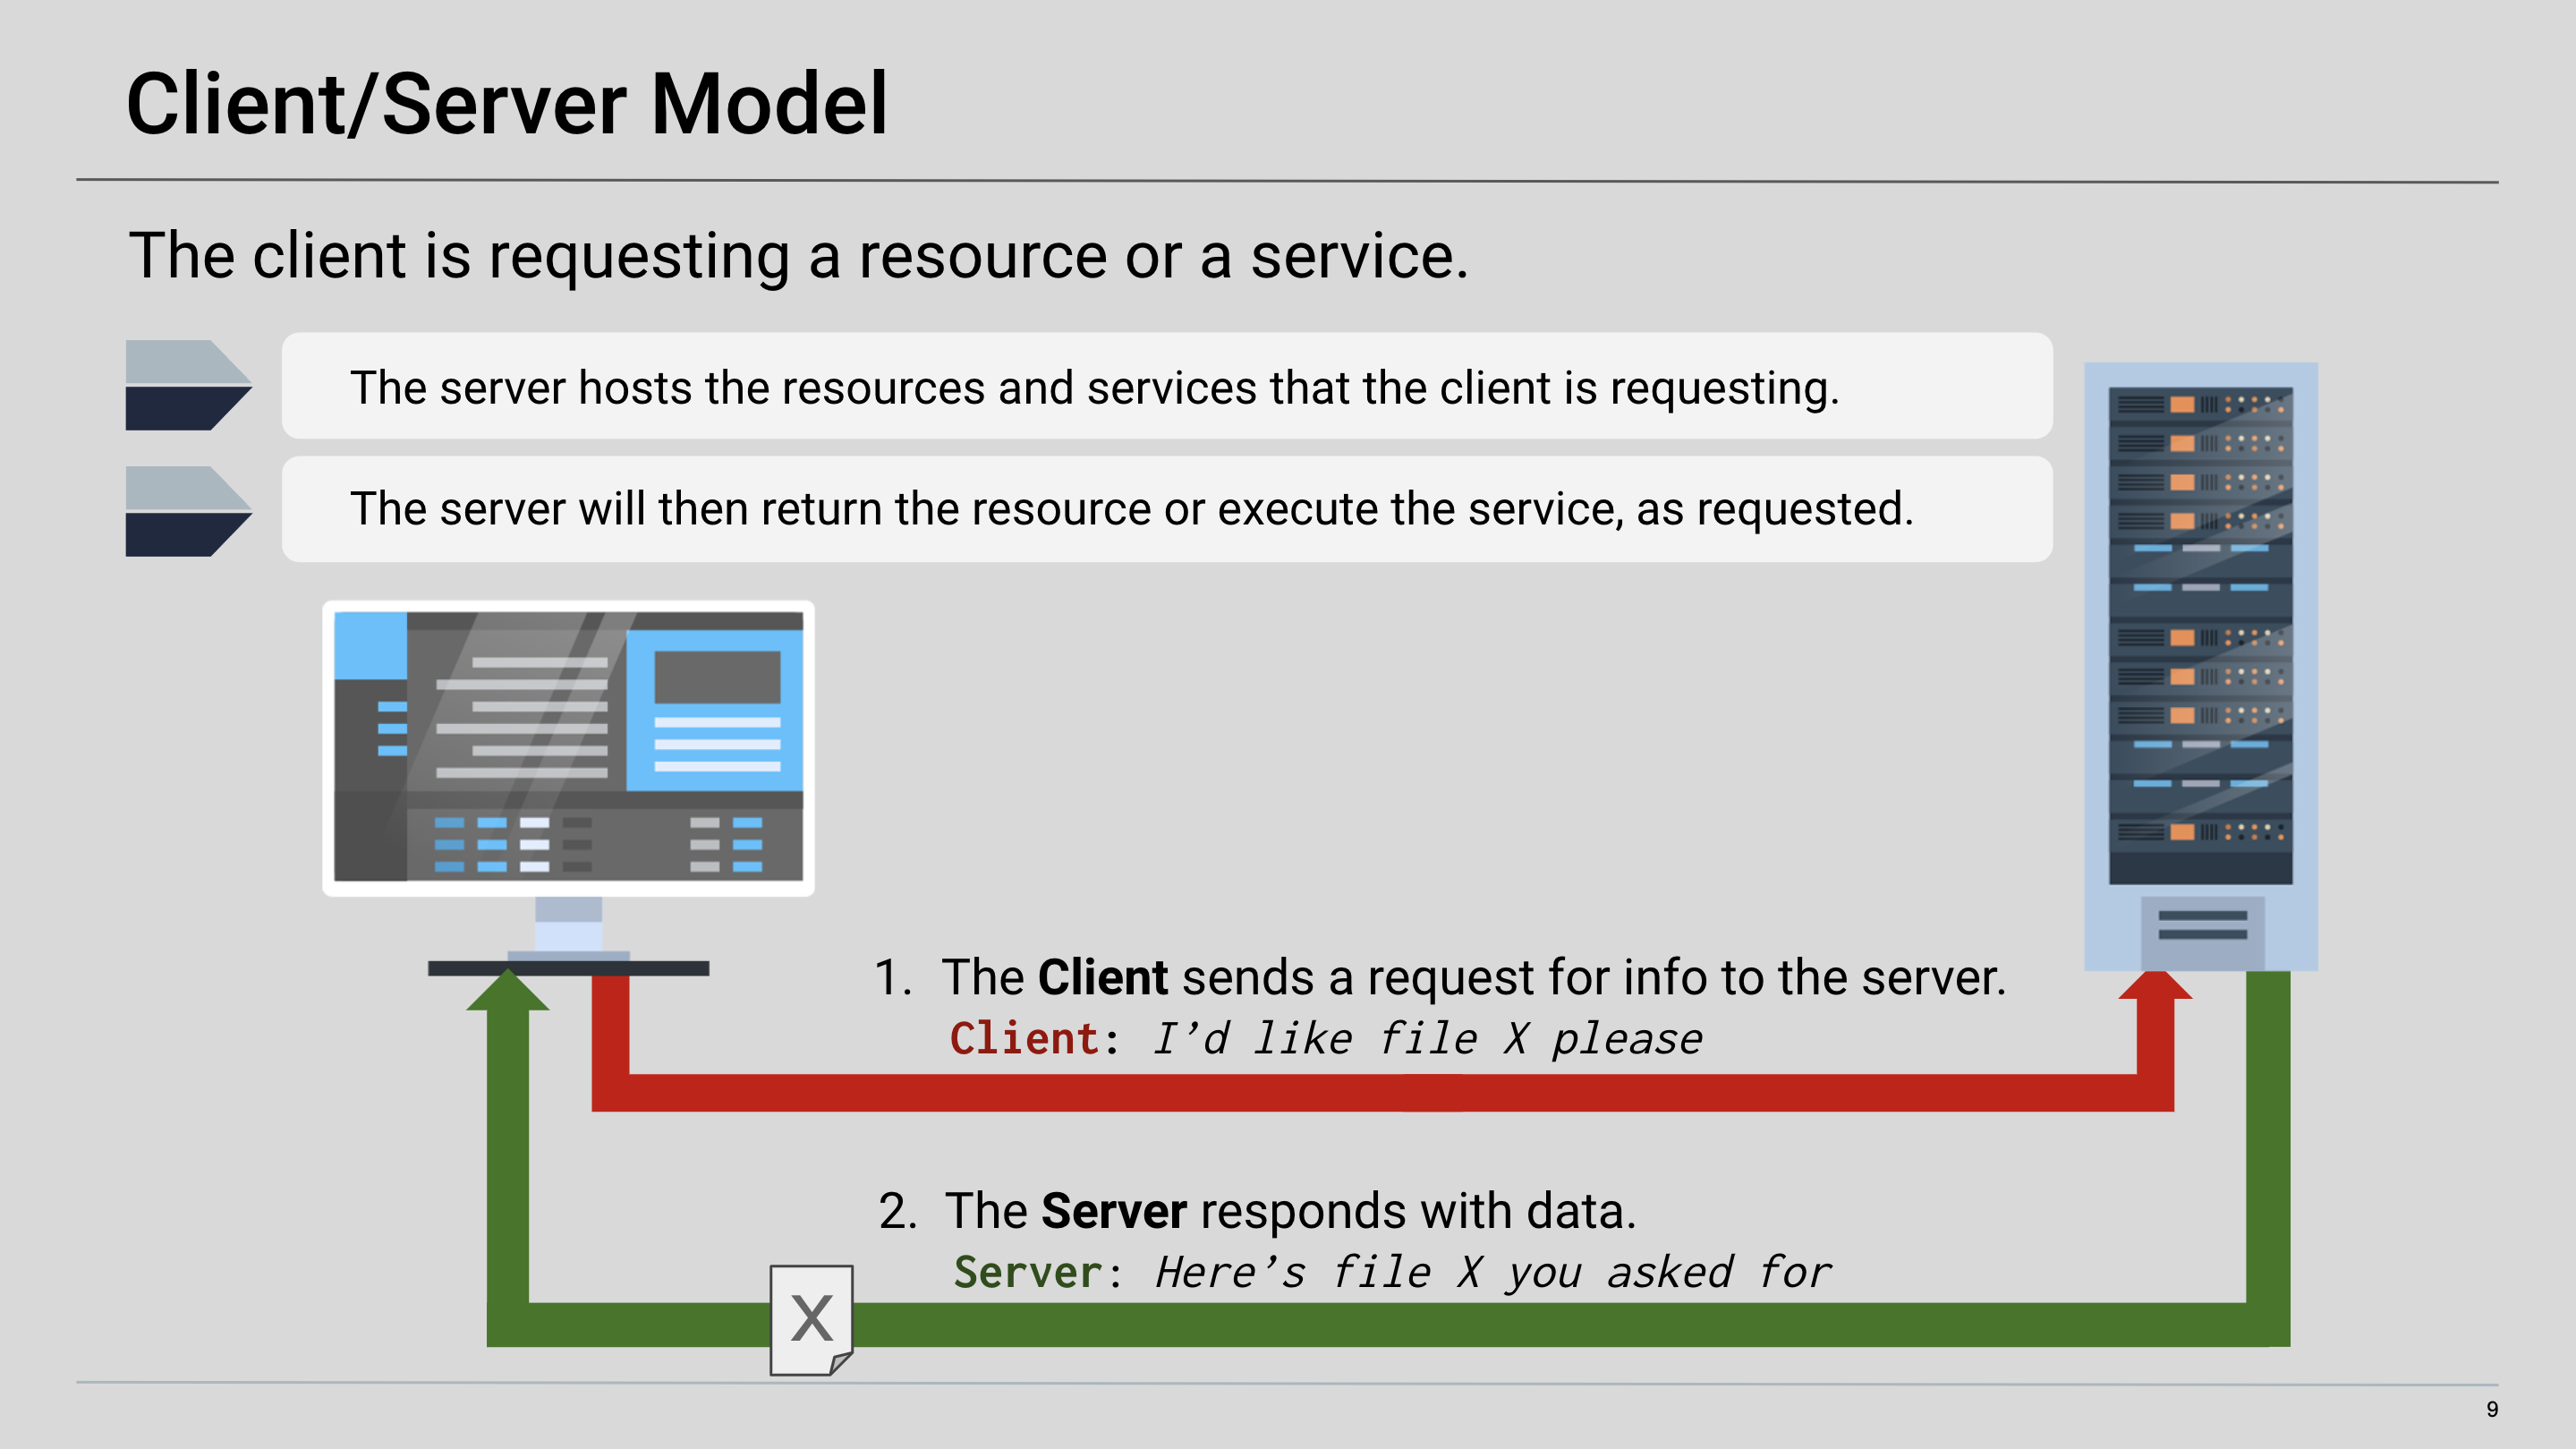 Client/Server Model
The client is requesting a resource or a service.
The server hosts the resources and services that the client is requesting.
The server will then return the resource or execute the service, as requested.
1. The Client sends a request for info to the server.
Client: I’d like file X please
2. The Server responds with data.
Server: Here’s file X you asked for
X
9